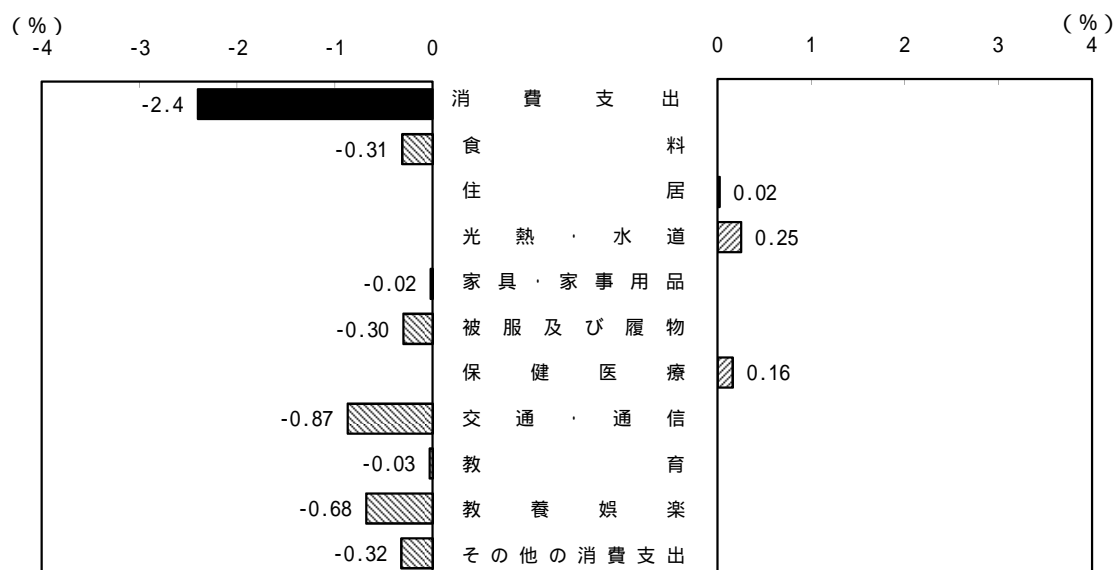 (%) (%)
-4 -3 -2 -1 0 0 1 2 3 4
-2.4 消費支出
-0.31 食料
住居 0.02
光熱・水道 0.25
-0.02 家具・家事用品
-0.30 被服及び履物
保健医療 0.16
-0.87 交通・通信
-0.03 教育
-0.68 教養娯楽
-0.32 その他の消費支出